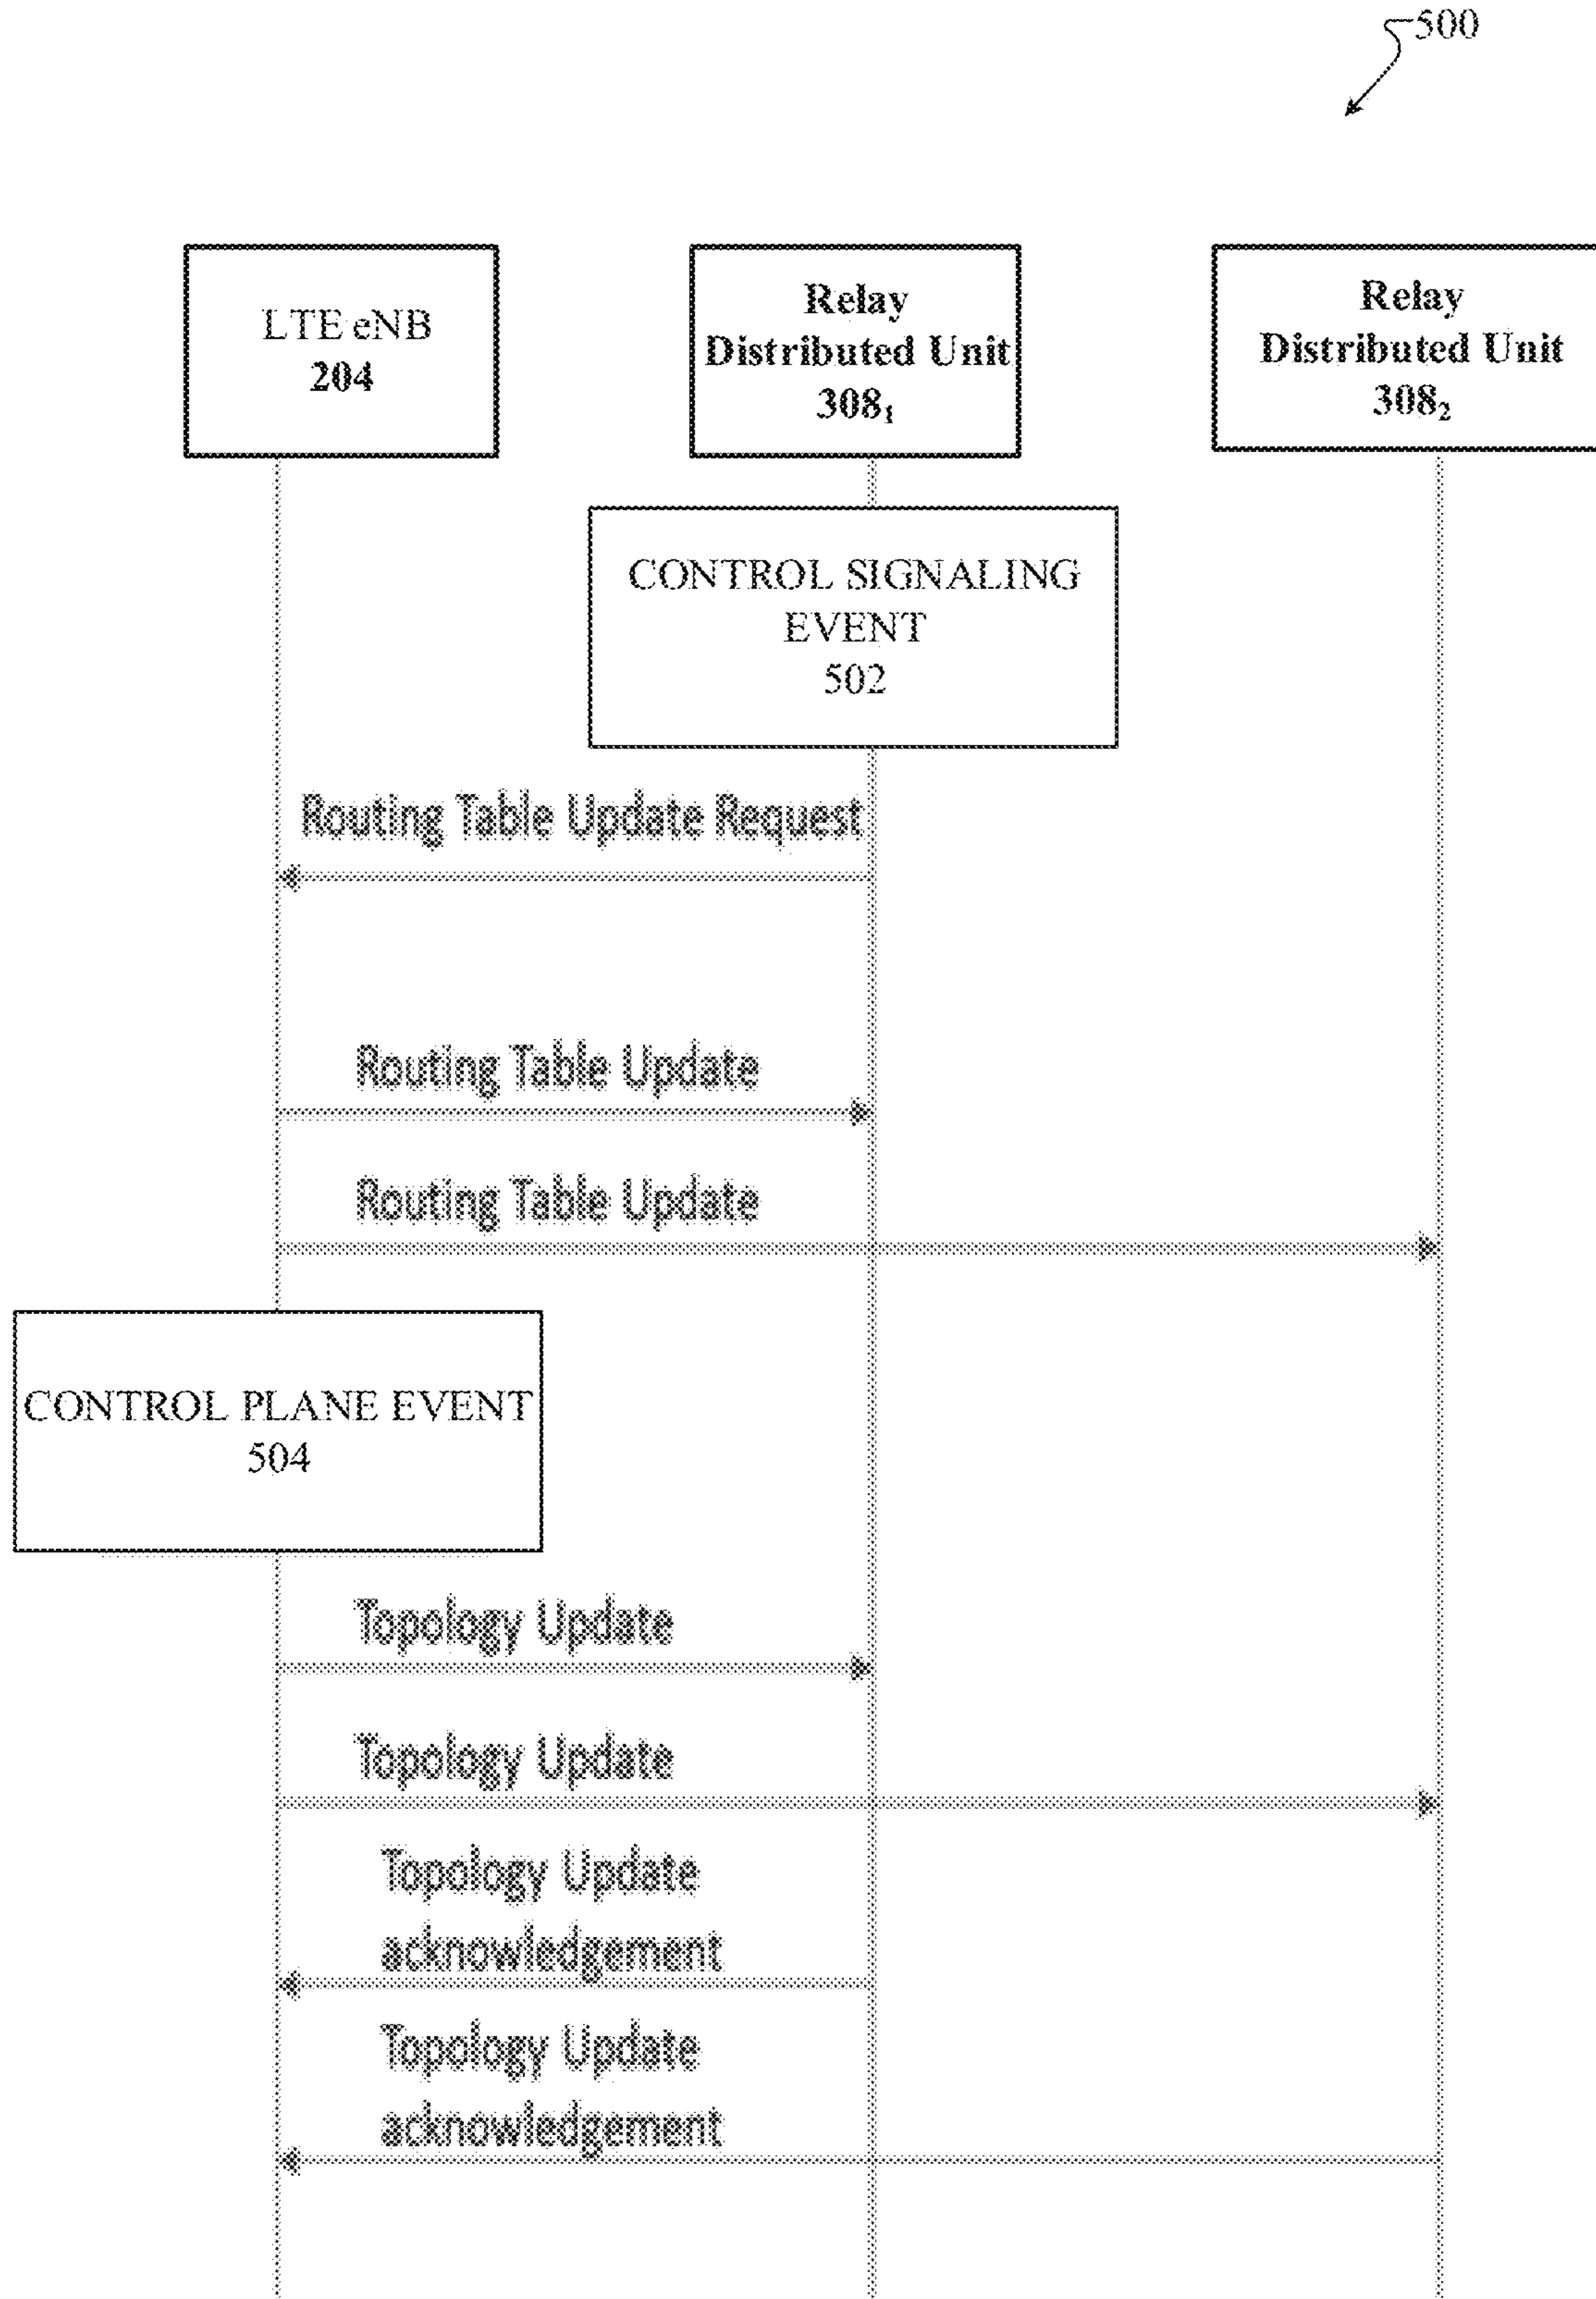 500
LTE eNB
204
Relay
Distributed Unit
308₁
Relay
Distributed Unit
308₂
CONTROL SIGNALING
EVENT
502
Routing Table Update Request
Routing Table Update
Routing Table Update
CONTROL PLANE EVENT
504
Topology Update
Topology Update
Topology Update
acknowledgement
Topology Update
acknowledgement